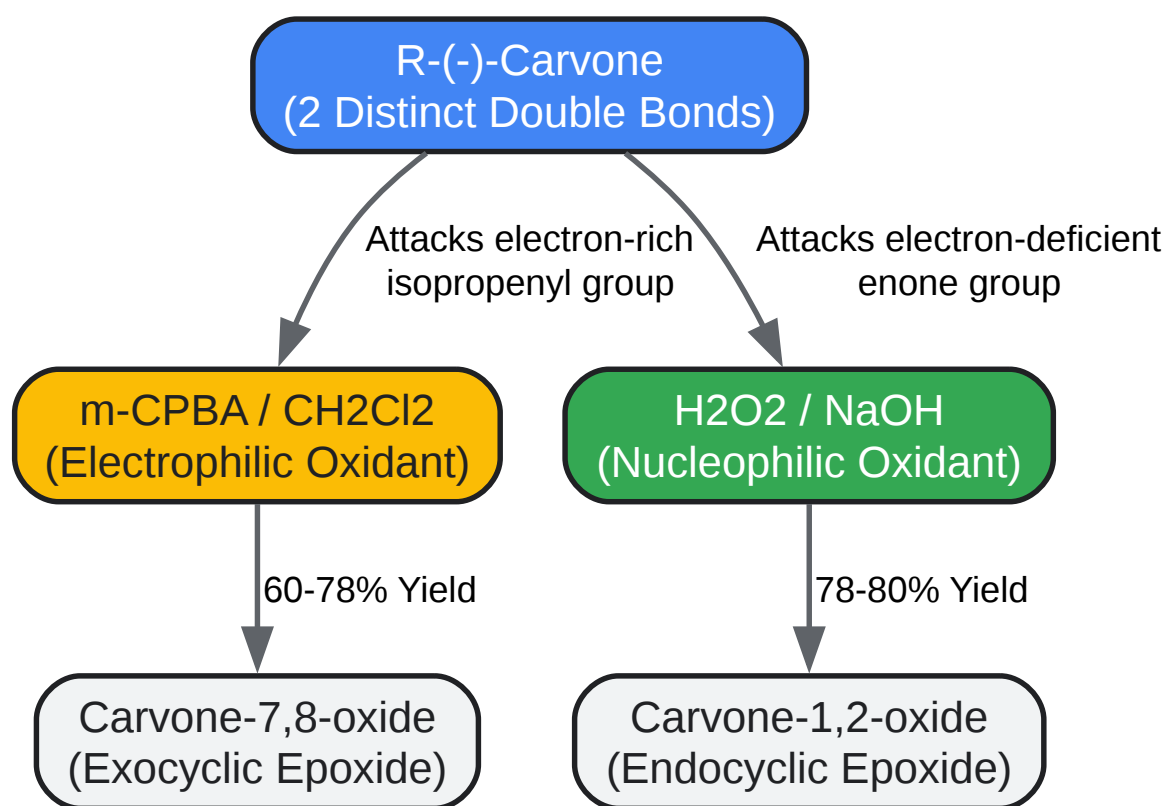 R-(-)-Carvone
(2 Distinct Double Bonds)
Attacks electron-rich
isopropenyl group
Attacks electron-deficient
enone group
m-CPBA / CH2Cl2
(Electrophilic Oxidant)
H2O2 / NaOH
(Nucleophilic Oxidant)
60-78% Yield
78-80% Yield
Carvone-7,8-oxide
(Exocyclic Epoxide)
Carvone-1,2-oxide
(Endocyclic Epoxide)